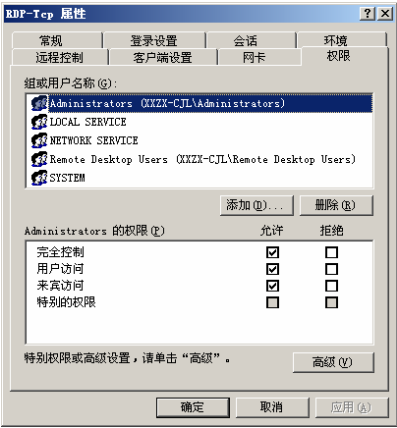 RDP-Tcp 属性
常规 登录设置 会话 环境
远程控制 客户端设置 网卡 权限
组或用户名称(G):
Administrators (XXZX-CJL\Administrators)
LOCAL SERVICE
NETWORK SERVICE
Remote Desktop Users (XXZX-CJL\Remote Desktop Users)
SYSTEM
添加(D)... 删除(R)
Administrators 的权限(P) 允许 拒绝
完全控制
用户访问
来宾访问
特别的权限
特别权限或高级设置，请单击“高级”。
高级(V)
确定 取消 应用(A)